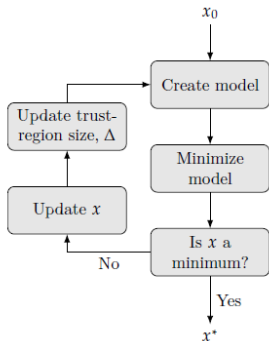 x₀
Create model
Update trust-
region size, Δ
Minimize
model
Update x
Is x a
minimum?
No
Yes
x*